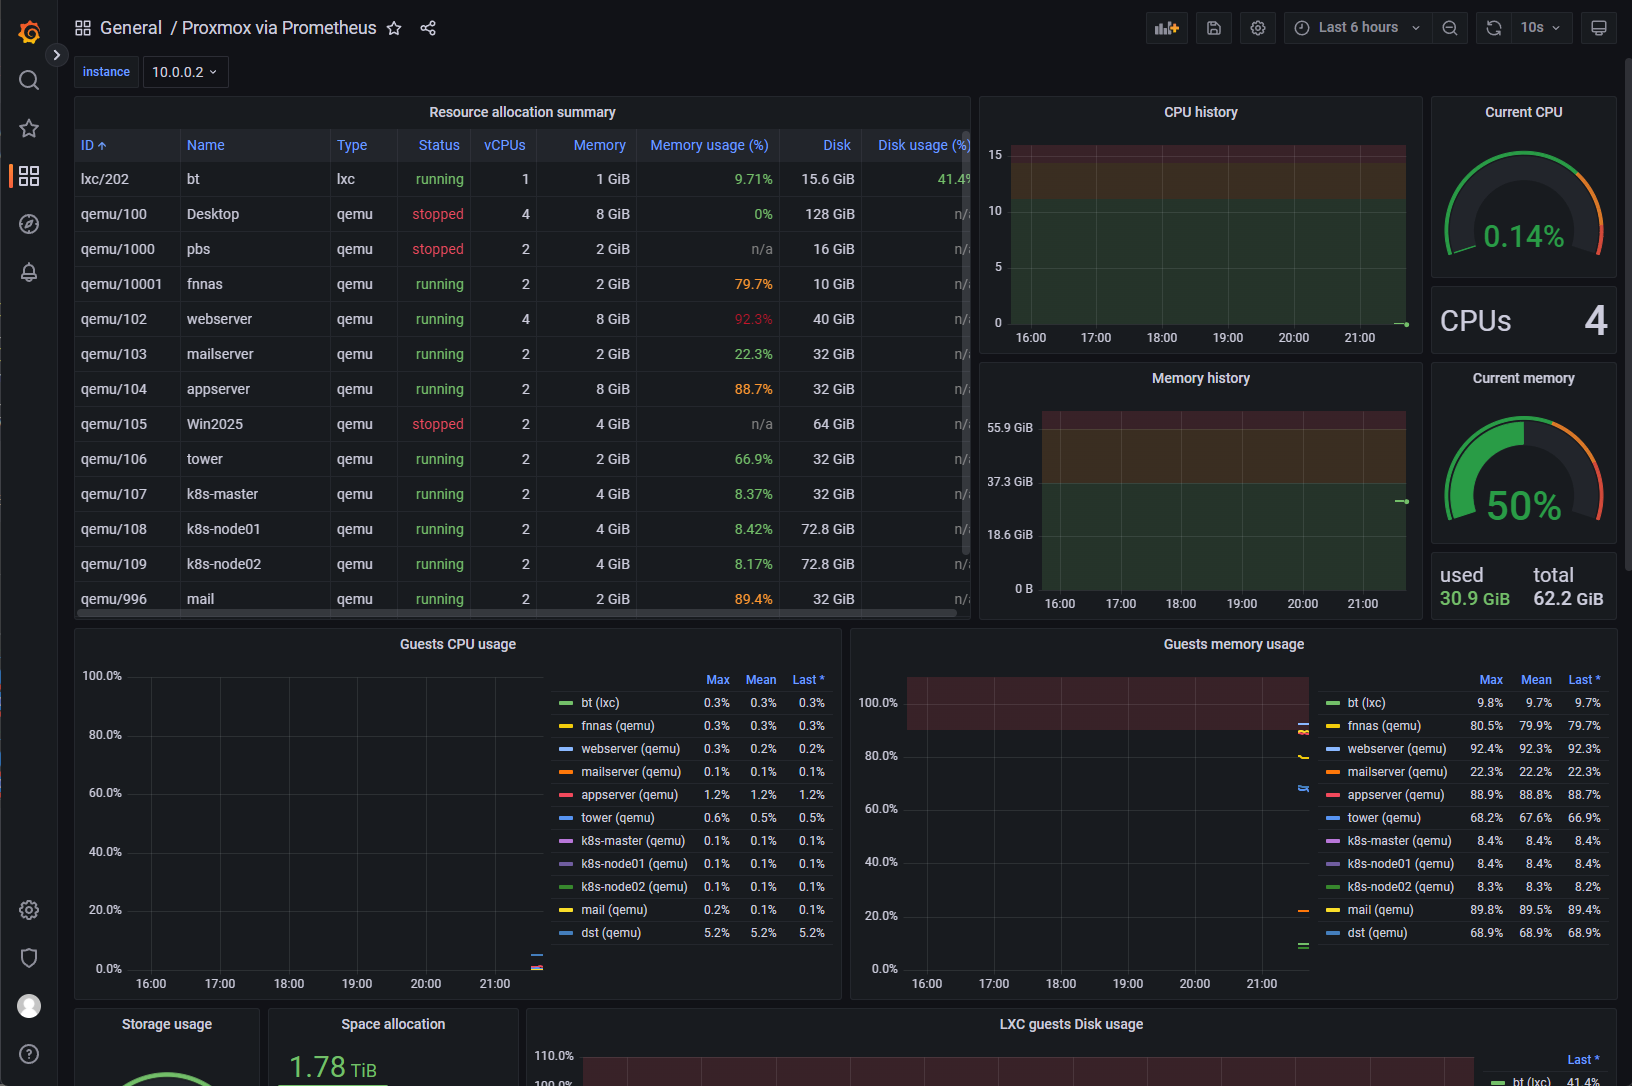 General / Proxmox via Prometheus
Last 6 hours
10s
instance
10.0.0.2
Resource allocation summary
ID Name Type Status vCPUs Memory Memory usage (%) Disk Disk usage (%)
lxc/202 bt lxc running 1 1 GiB 9.71% 15.6 GiB 41.4%
qemu/100 Desktop qemu stopped 4 8 GiB 0% 128 GiB n/a
qemu/1000 pbs qemu stopped 2 2 GiB n/a 16 GiB n/a
qemu/10001 fnnas qemu running 2 2 GiB 79.7% 10 GiB n/a
qemu/102 webserver qemu running 4 8 GiB 92.3% 40 GiB n/a
qemu/103 mailserver qemu running 2 2 GiB 22.3% 32 GiB n/a
qemu/104 appserver qemu running 2 8 GiB 88.7% 32 GiB n/a
qemu/105 Win2025 qemu stopped 2 4 GiB n/a 64 GiB n/a
qemu/106 tower qemu running 2 2 GiB 66.9% 32 GiB n/a
qemu/107 k8s-master qemu running 2 4 GiB 8.37% 32 GiB n/a
qemu/108 k8s-node01 qemu running 2 4 GiB 8.42% 72.8 GiB n/a
qemu/109 k8s-node02 qemu running 2 4 GiB 8.17% 72.8 GiB n/a
qemu/996 mail qemu running 2 2 GiB 89.4% 32 GiB n/a
CPU history
15
10
5
0
16:00 17:00 18:00 19:00 20:00 21:00
Current CPU
0.14%
CPUs 4
Memory history
55.9 GiB
37.3 GiB
18.6 GiB
0 B
16:00 17:00 18:00 19:00 20:00 21:00
Current memory
50%
used total
30.9 GiB 62.2 GiB
Guests CPU usage
100.0%
80.0%
60.0%
40.0%
20.0%
0.0%
16:00 17:00 18:00 19:00 20:00 21:00
Max Mean Last *
bt (lxc) 0.3% 0.3% 0.3%
fnnas (qemu) 0.3% 0.3% 0.3%
webserver (qemu) 0.3% 0.2% 0.2%
mailserver (qemu) 0.1% 0.1% 0.1%
appserver (qemu) 1.2% 1.2% 1.2%
tower (qemu) 0.6% 0.5% 0.5%
k8s-master (qemu) 0.1% 0.1% 0.1%
k8s-node01 (qemu) 0.1% 0.1% 0.1%
k8s-node02 (qemu) 0.1% 0.1% 0.1%
mail (qemu) 0.2% 0.1% 0.1%
dst (qemu) 5.2% 5.2% 5.2%
Guests memory usage
100.0%
80.0%
60.0%
40.0%
20.0%
0.0%
16:00 17:00 18:00 19:00 20:00 21:00
Max Mean Last *
bt (lxc) 9.8% 9.7% 9.7%
fnnas (qemu) 80.5% 79.9% 79.7%
webserver (qemu) 92.4% 92.3% 92.3%
mailserver (qemu) 22.3% 22.2% 22.3%
appserver (qemu) 88.9% 88.8% 88.7%
tower (qemu) 68.2% 67.6% 66.9%
k8s-master (qemu) 8.4% 8.4% 8.4%
k8s-node01 (qemu) 8.4% 8.4% 8.4%
k8s-node02 (qemu) 8.3% 8.3% 8.2%
mail (qemu) 89.8% 89.5% 89.4%
dst (qemu) 68.9% 68.9% 68.9%
Storage usage
Space allocation
1.78 TiB
LXC guests Disk usage
110.0%
100.0%
Last *
bt (lxc) 41.4%